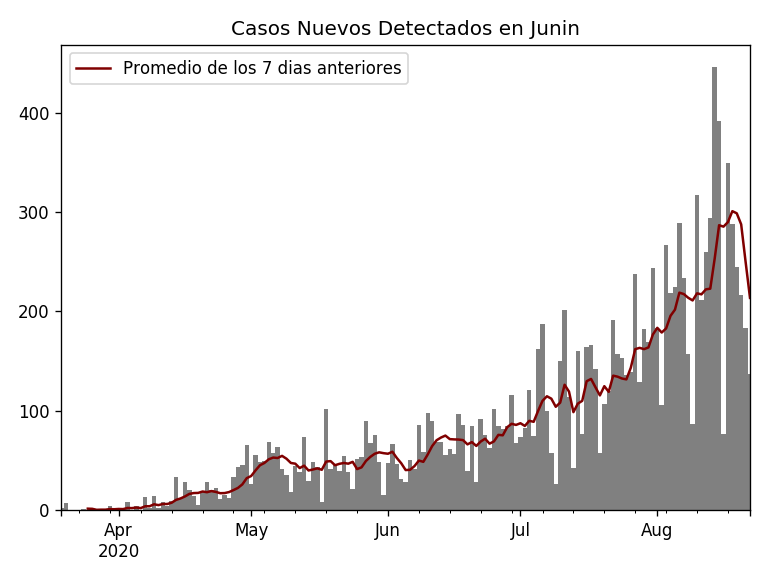 Casos Nuevos Detectados en Junin
Promedio de los 7 dias anteriores
400
300
200
100
0
Apr May Jun Jul Aug
2020